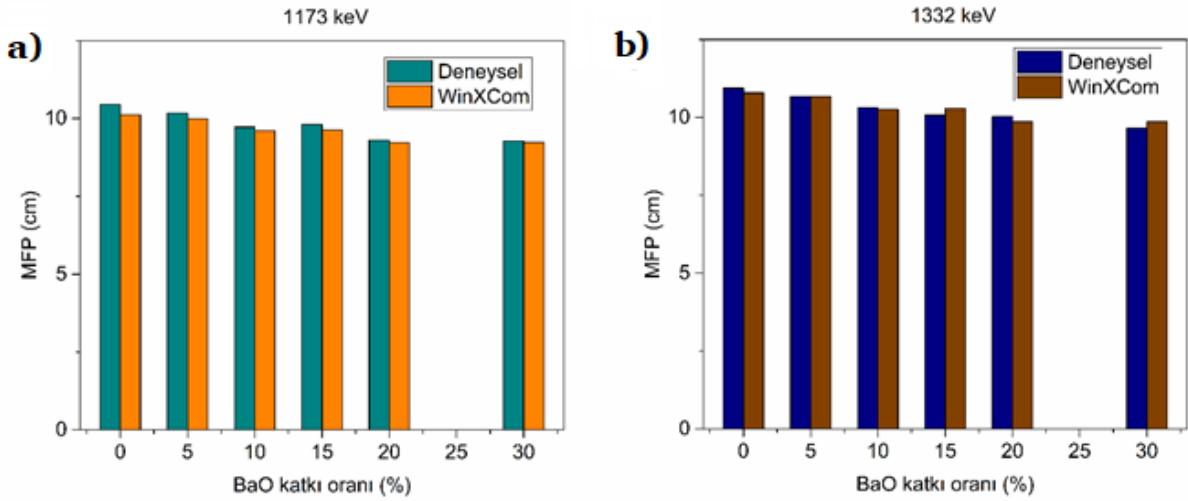 a)
1173 keV
Deneysel
WinXCom
10
5
0
MFP (cm)
0 5 10 15 20 25 30
BaO katkı oranı (%)
b)
1332 keV
Deneysel
WinXCom
10
5
0
MFP (cm)
0 5 10 15 20 25 30
BaO katkı oranı (%)